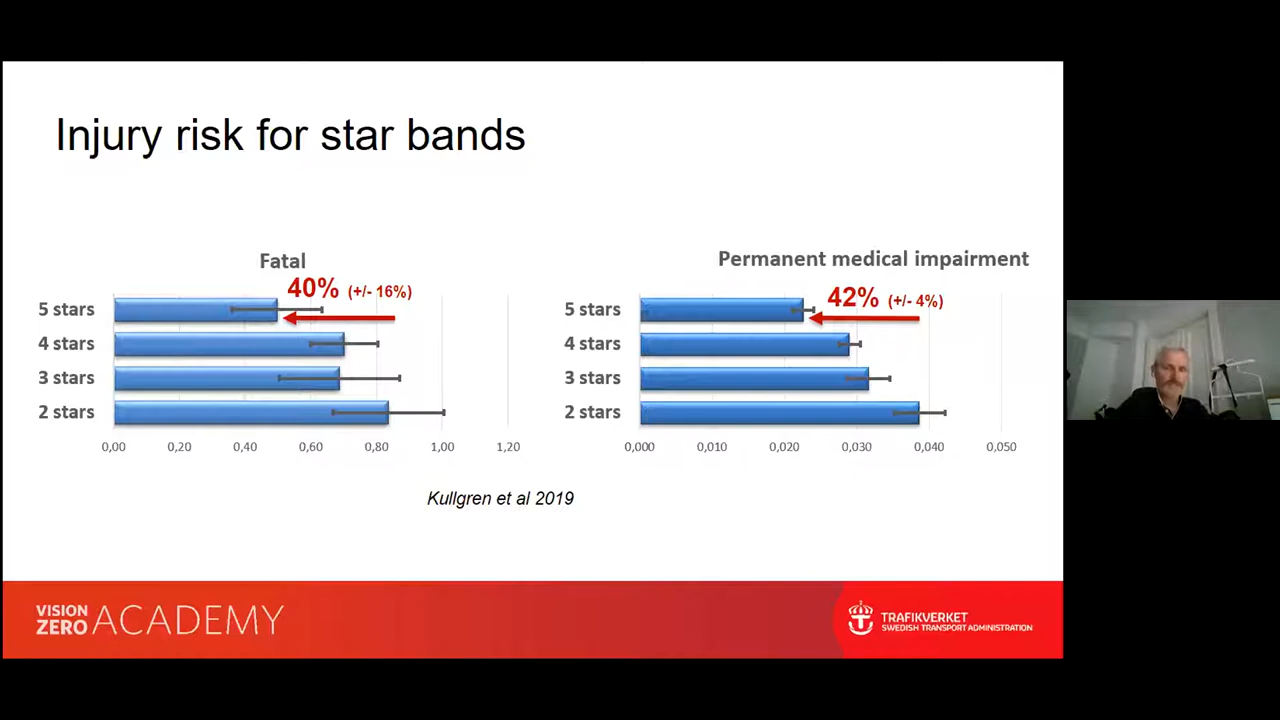 Injury risk for star bands
Fatal
40% (+/- 16%)
5 stars
4 stars
3 stars
2 stars
0,00 0,20 0,40 0,60 0,80 1,00 1,20
Permanent medical impairment
42% (+/- 4%)
5 stars
4 stars
3 stars
2 stars
0,000 0,010 0,020 0,030 0,040 0,050
Kullgren et al 2019
VISION
ZERO ACADEMY
TRAFIKVERKET
SWEDISH TRANSPORT ADMINISTRATION